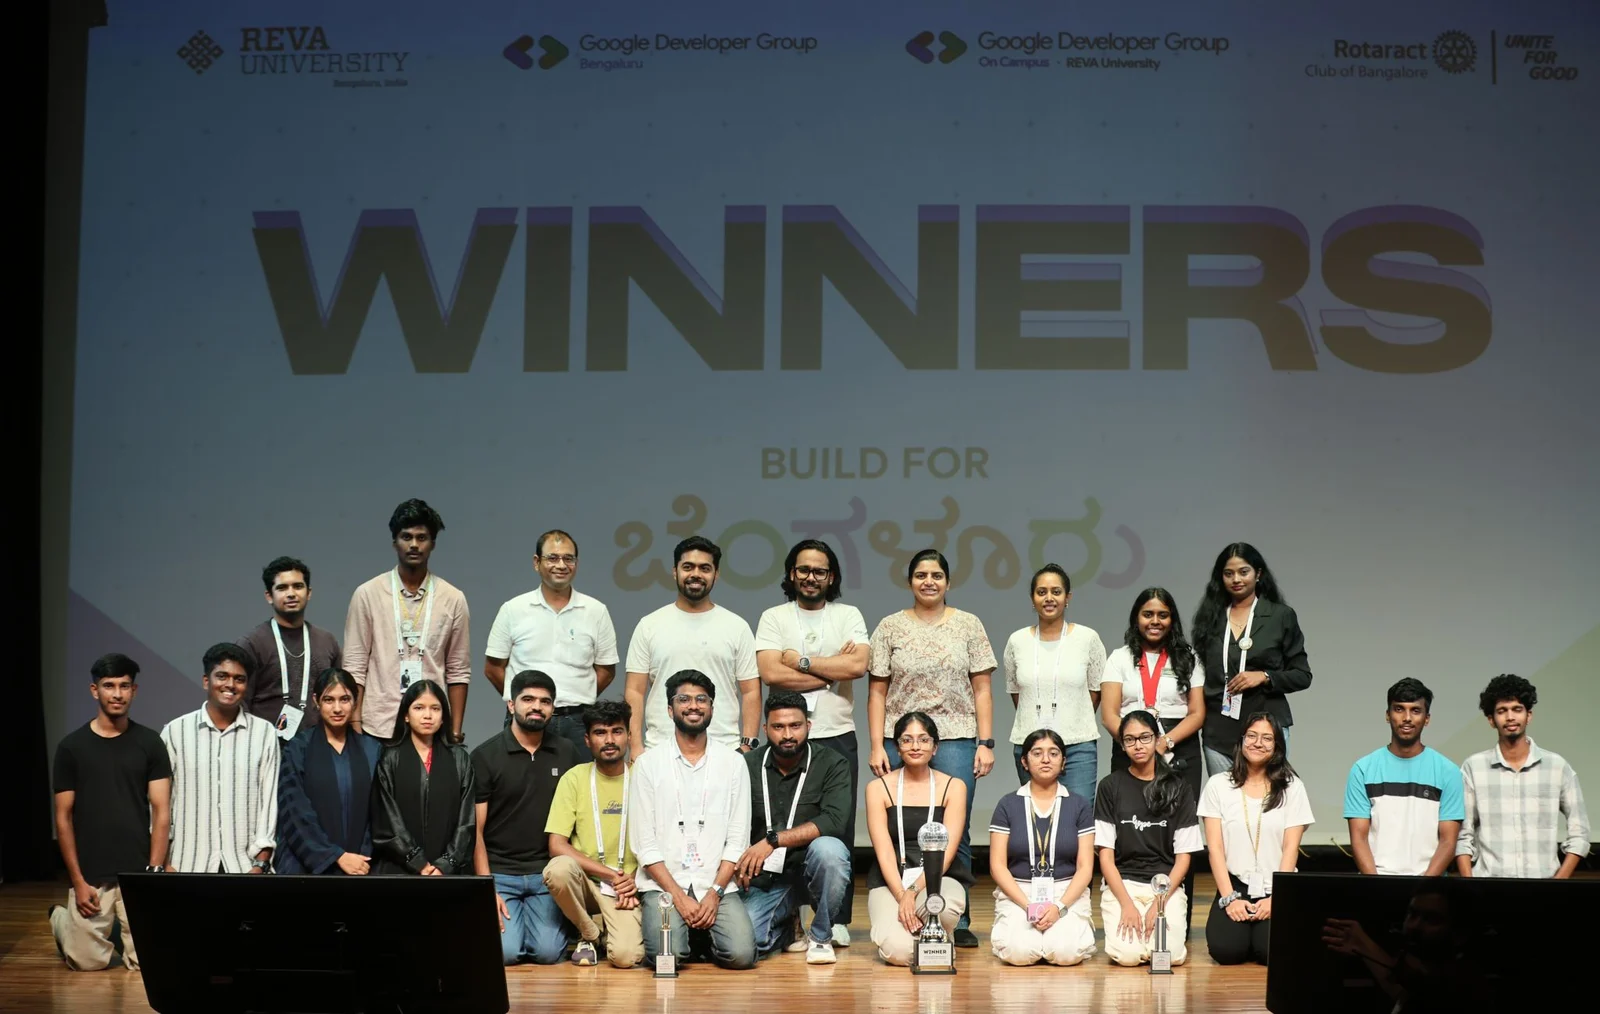 REVA
UNIVERSITY
Bengaluru, India
Google Developer Group
Bengaluru
Google Developer Group
On Campus · REVA University
Rotaract
Club of Bangalore
UNITE
FOR
GOOD
WINNERS
BUILD FOR
ಬೆಂಗಳೂರು
hype
WINNER